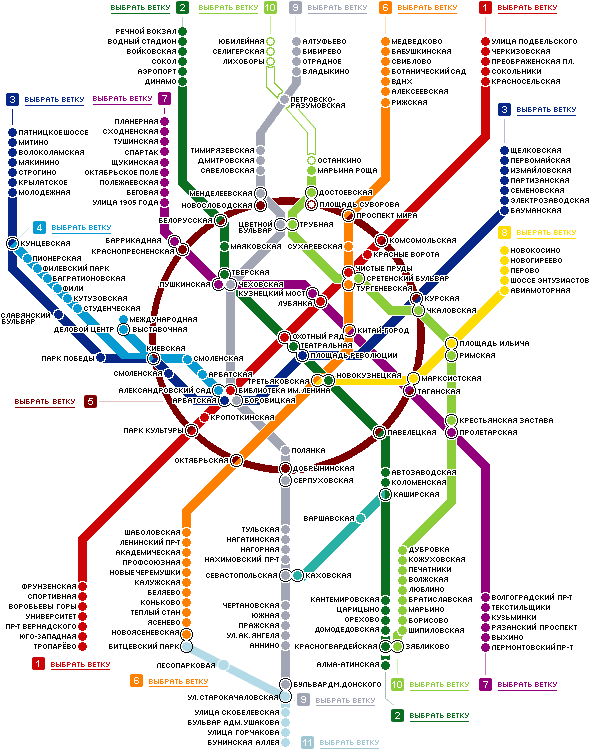 ВЫБРАТЬ ВЕТКУ 2
РЕЧНОЙ ВОКЗАЛ
ВОДНЫЙ СТАДИОН
ВОЙКОВСКАЯ
СОКОЛ
АЭРОПОРТ
ДИНАМО
ВЫБРАТЬ ВЕТКУ 10
ЮБИЛЕЙНАЯ
СЕЛИГЕРСКАЯ
ЛИХОБОРЫ
9 ВЫБРАТЬ ВЕТКУ
АЛТУФЬЕВО
БИБИРЕВО
ОТРАДНОЕ
ВЛАДЫКИНО
ПЕТРОВСКО-
РАЗУМОВСКАЯ
6 ВЫБРАТЬ ВЕТКУ
МЕДВЕДКОВО
БАБУШКИНСКАЯ
СВИБЛОВО
БОТАНИЧЕСКИЙ САД
ВДНХ
АЛЕКСЕЕВСКАЯ
РИЖСКАЯ
1 ВЫБРАТЬ ВЕТКУ
УЛИЦА ПОДБЕЛЬСКОГО
ЧЕРКИЗОВСКАЯ
ПРЕОБРАЖЕНСКАЯ ПЛ.
СОКОЛЬНИКИ
КРАСНОСЕЛЬСКАЯ
3 ВЫБРАТЬ ВЕТКУ
ПЯТНИЦКОЕ ШОССЕ
МИТИНО
ВОЛОКОЛАМСКАЯ
МЯКИНИНО
СТРОГИНО
КРЫЛАТСКОЕ
МОЛОДЕЖНАЯ
ВЫБРАТЬ ВЕТКУ 7
ПЛАНЕРНАЯ
СХОДНЕНСКАЯ
ТУШИНСКАЯ
СПАРТАК
ЩУКИНСКАЯ
ОКТЯБРЬСКОЕ ПОЛЕ
ПОЛЕЖАЕВСКАЯ
БЕГОВАЯ
УЛИЦА 1905 ГОДА
3 ВЫБРАТЬ ВЕТКУ
ЩЕЛКОВСКАЯ
ПЕРВОМАЙСКАЯ
ИЗМАЙЛОВСКАЯ
ПАРТИЗАНСКАЯ
СЕМЕНОВСКАЯ
ЭЛЕКТРОЗАВОДСКАЯ
БАУМАНСКАЯ
ТИМИРЯЗЕВСКАЯ
ДМИТРОВСКАЯ
САВЕЛОВСКАЯ
ОСТАНКИНО
МАРЬИНА РОЩА
МЕНДЕЛЕЕВСКАЯ
НОВОСЛОБОДСКАЯ
ДОСТОЕВСКАЯ
ПЛОЩАДЬ СУВОРОВА
ПРОСПЕКТ МИРА
БЕЛОРУССКАЯ
ЦВЕТНОЙ
БУЛЬВАР
ТРУБНАЯ
4 ВЫБРАТЬ ВЕТКУ
КУНЦЕВСКАЯ
ПИОНЕРСКАЯ
ФИЛЕВСКИЙ ПАРК
БАГРАТИОНОВСКАЯ
ФИЛИ
КУТУЗОВСКАЯ
СТУДЕНЧЕСКАЯ
БАРРИКАДНАЯ
КРАСНОПРЕСНЕНСКАЯ
МАЯКОВСКАЯ
СУХАРЕВСКАЯ
КОМСОМОЛЬСКАЯ
КРАСНЫЕ ВОРОТА
8 ВЫБРАТЬ ВЕТКУ
НОВОКОСИНО
НОВОГИРЕЕВО
ПЕРОВО
ШОССЕ ЭНТУЗИАСТОВ
АВИАМОТОРНАЯ
ТВЕРСКАЯ
ПУШКИНСКАЯ
ЧЕХОВСКАЯ
КУЗНЕЦКИЙ МОСТ
ЛУБЯНКА
ЧИСТЫЕ ПРУДЫ
СРЕТЕНСКИЙ БУЛЬВАР
ТУРГЕНЕВСКАЯ
КУРСКАЯ
ЧКАЛОВСКАЯ
СЛАВЯНСКИЙ
БУЛЬВАР
МЕЖДУНАРОДНАЯ
ДЕЛОВОЙ ЦЕНТР
ВЫСТАВОЧНАЯ
КИТАЙ-ГОРОД
ОХОТНЫЙ РЯД
ТЕАТРАЛЬНАЯ
ПЛОЩАДЬ РЕВОЛЮЦИИ
ПЛОЩАДЬ ИЛЬИЧА
РИМСКАЯ
КИЕВСКАЯ
ПАРК ПОБЕДЫ
СМОЛЕНСКАЯ
СМОЛЕНСКАЯ
АРБАТСКАЯ
АЛЕКСАНДРОВСКИЙ САД
БИБЛИОТЕКА ИМ. ЛЕНИНА
АРБАТСКАЯ
БОРОВИЦКАЯ
ТРЕТЬЯКОВСКАЯ
НОВОКУЗНЕЦКАЯ
МАРКСИСТСКАЯ
ТАГАНСКАЯ
ВЫБРАТЬ ВЕТКУ 5
КРОПОТКИНСКАЯ
ПАРК КУЛЬТУРЫ
КРЕСТЬЯНСКАЯ ЗАСТАВА
ПРОЛЕТАРСКАЯ
ПАВЕЛЕЦКАЯ
ОКТЯБРЬСКАЯ
ПОЛЯНКА
ДОБРЫНИНСКАЯ
СЕРПУХОВСКАЯ
АВТОЗАВОДСКАЯ
КОЛОМЕНСКАЯ
КАШИРСКАЯ
ВАРШАВСКАЯ
КАХОВСКАЯ
ШАБОЛОВСКАЯ
ЛЕНИНСКИЙ ПР-Т
АКАДЕМИЧЕСКАЯ
ПРОФСОЮЗНАЯ
НОВЫЕ ЧЕРЕМУШКИ
КАЛУЖСКАЯ
БЕЛЯЕВО
КОНЬКОВО
ТЕПЛЫЙ СТАН
ЯСЕНЕВО
НОВОЯСЕНЕВСКАЯ
БИТЦЕВСКИЙ ПАРК
ЛЕСОПАРКОВАЯ
ТУЛЬСКАЯ
НАГАТИНСКАЯ
НАГОРНАЯ
НАХИМОВСКИЙ ПР-Т
СЕВАСТОПОЛЬСКАЯ
ЧЕРТАНОВСКАЯ
ЮЖНАЯ
ПРАЖСКАЯ
УЛ. АК. ЯНГЕЛЯ
АННИНО
БУЛЬВАР ДМ.ДОНСКОГО
УЛ.СТАРОКАЧАЛОВСКАЯ
УЛИЦА СКОБЕЛЕВСКАЯ
БУЛЬВАР АДМ. УШАКОВА
УЛИЦА ГОРЧАКОВА
БУНИНСКАЯ АЛЛЕЯ
ФРУНЗЕНСКАЯ
СПОРТИВНАЯ
ВОРОБЬЕВЫ ГОРЫ
УНИВЕРСИТЕТ
ПР-Т ВЕРНАДСКОГО
ЮГО-ЗАПАДНАЯ
ТРОПАРЁВО
1 ВЫБРАТЬ ВЕТКУ
6 ВЫБРАТЬ ВЕТКУ
9 ВЫБРАТЬ ВЕТКУ
11 ВЫБРАТЬ ВЕТКУ
КАНТЕМИРОВСКАЯ
ЦАРИЦЫНО
ОРЕХОВО
ДОМОДЕДОВСКАЯ
КРАСНОГВАРДЕЙСКАЯ
АЛМА-АТИНСКАЯ
2 ВЫБРАТЬ ВЕТКУ
ДУБРОВКА
КОЖУХОВСКАЯ
ПЕЧАТНИКИ
ВОЛЖСКАЯ
ЛЮБЛИНО
БРАТИСЛАВСКАЯ
МАРЬИНО
БОРИСОВО
ШИПИЛОВСКАЯ
ЗЯБЛИКОВО
10 ВЫБРАТЬ ВЕТКУ
ВОЛГОГРАДСКИЙ ПР-Т
ТЕКСТИЛЬЩИКИ
КУЗЬМИНКИ
РЯЗАНСКИЙ ПРОСПЕКТ
ВЫХИНО
ЛЕРМОНТОВСКИЙ ПР-Т
7 ВЫБРАТЬ ВЕТКУ